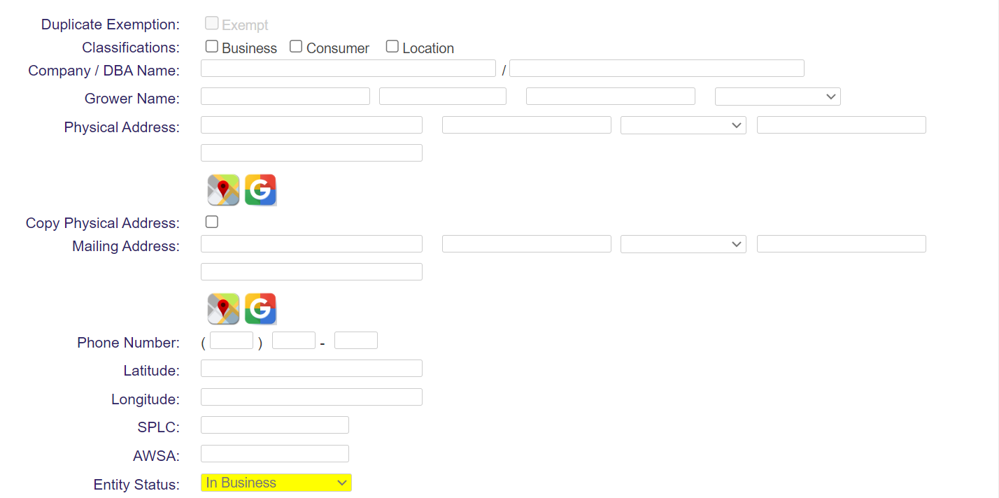 Duplicate Exemption: Exempt
Classifications: Business Consumer Location
Company / DBA Name: /
Grower Name:
Physical Address:
G
Copy Physical Address:
Mailing Address:
G
Phone Number: ( ) -
Latitude:
Longitude:
SPLC:
AWSA:
Entity Status: In Business